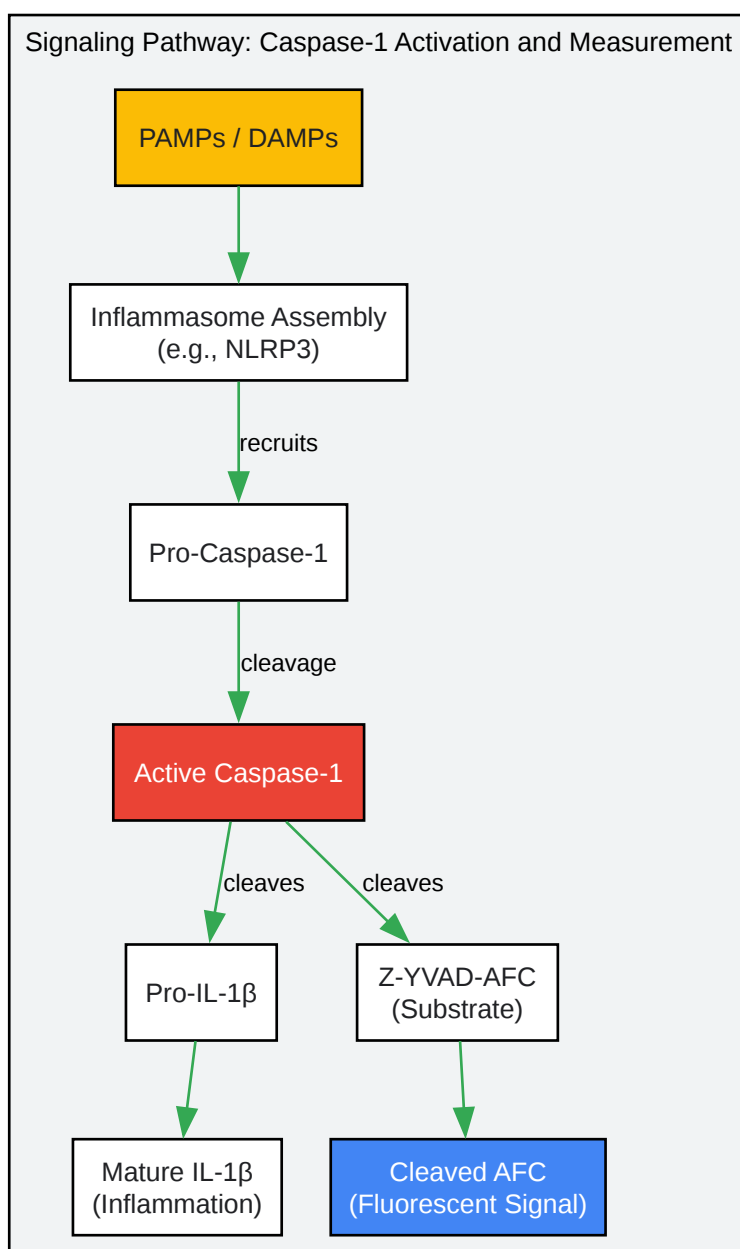 Signaling Pathway: Caspase-1 Activation and Measurement
PAMPs / DAMPs
Inflammasome Assembly
(e.g., NLRP3)
recruits
Pro-Caspase-1
cleavage
Active Caspase-1
cleaves
cleaves
Pro-IL-1β
Z-YVAD-AFC
(Substrate)
Mature IL-1β
(Inflammation)
Cleaved AFC
(Fluorescent Signal)